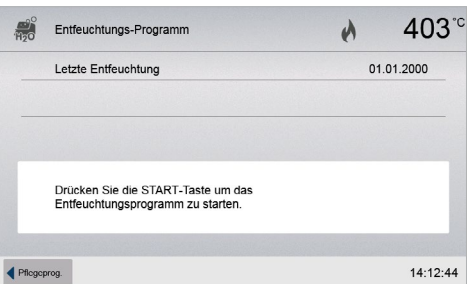 H2O
Entfeuchtungs-Programm
403°C
Letzte Entfeuchtung 01.01.2000
Drücken Sie die START-Taste um das
Entfeuchtungsprogramm zu starten.
Pflegeprog. 14:12:44